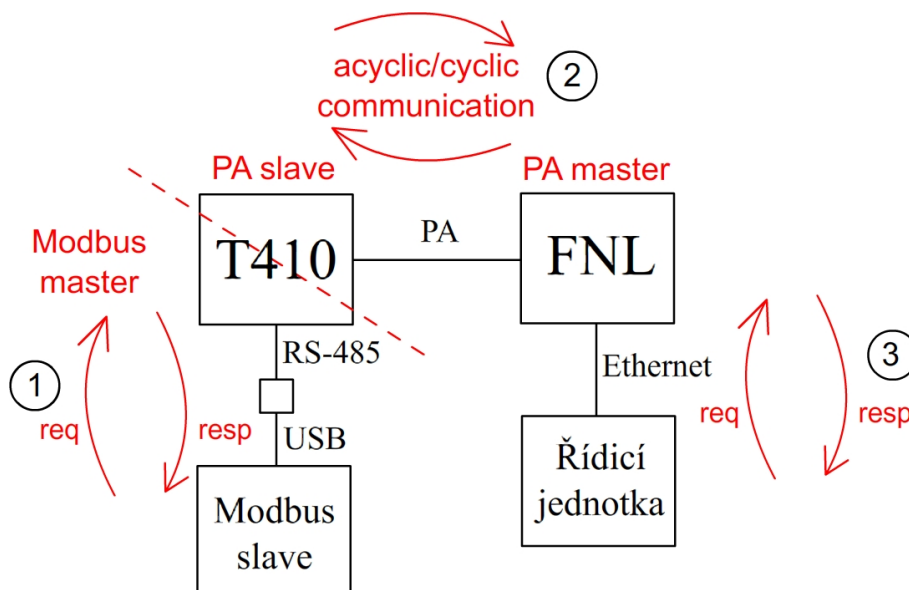 acyclic/cyclic
communication
2
PA slave
PA master
Modbus
master
T410
PA
FNL
1
req
resp
RS-485
USB
Modbus
slave
Ethernet
Řídicí
jednotka
req
resp
3